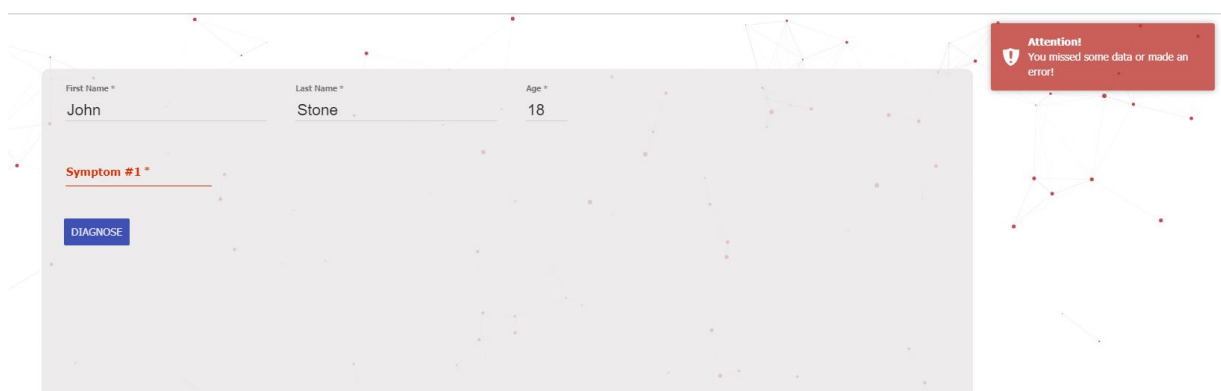 Attention!
You missed some data or made an
error!
First Name *
Last Name *
Age *
John
Stone
18
Symptom #1 *
DIAGNOSE